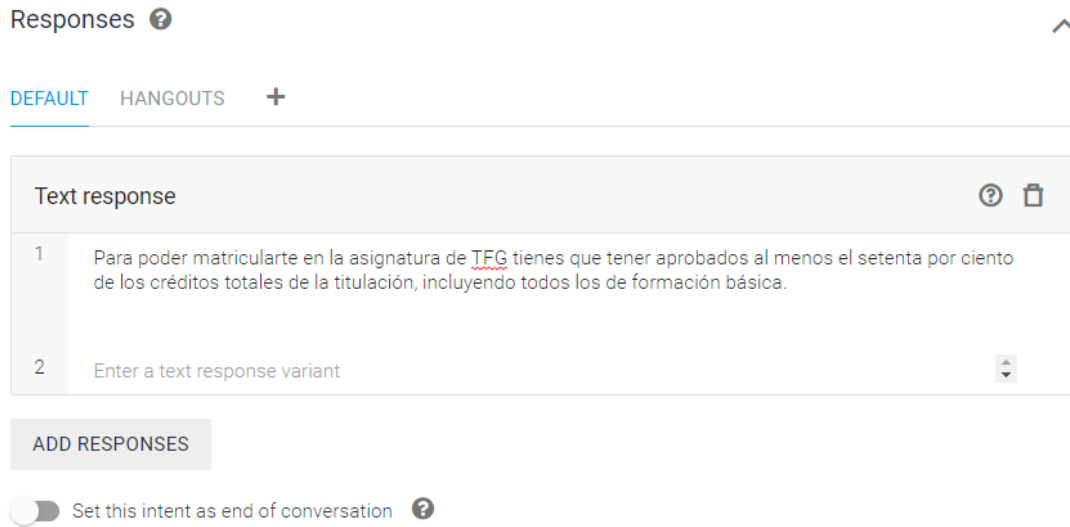 Responses
DEFAULT HANGOUTS +
Text response
1 Para poder matricularte en la asignatura de TFG tienes que tener aprobados al menos el setenta por ciento
de los créditos totales de la titulación, incluyendo todos los de formación básica.
2 Enter a text response variant
ADD RESPONSES
Set this intent as end of conversation